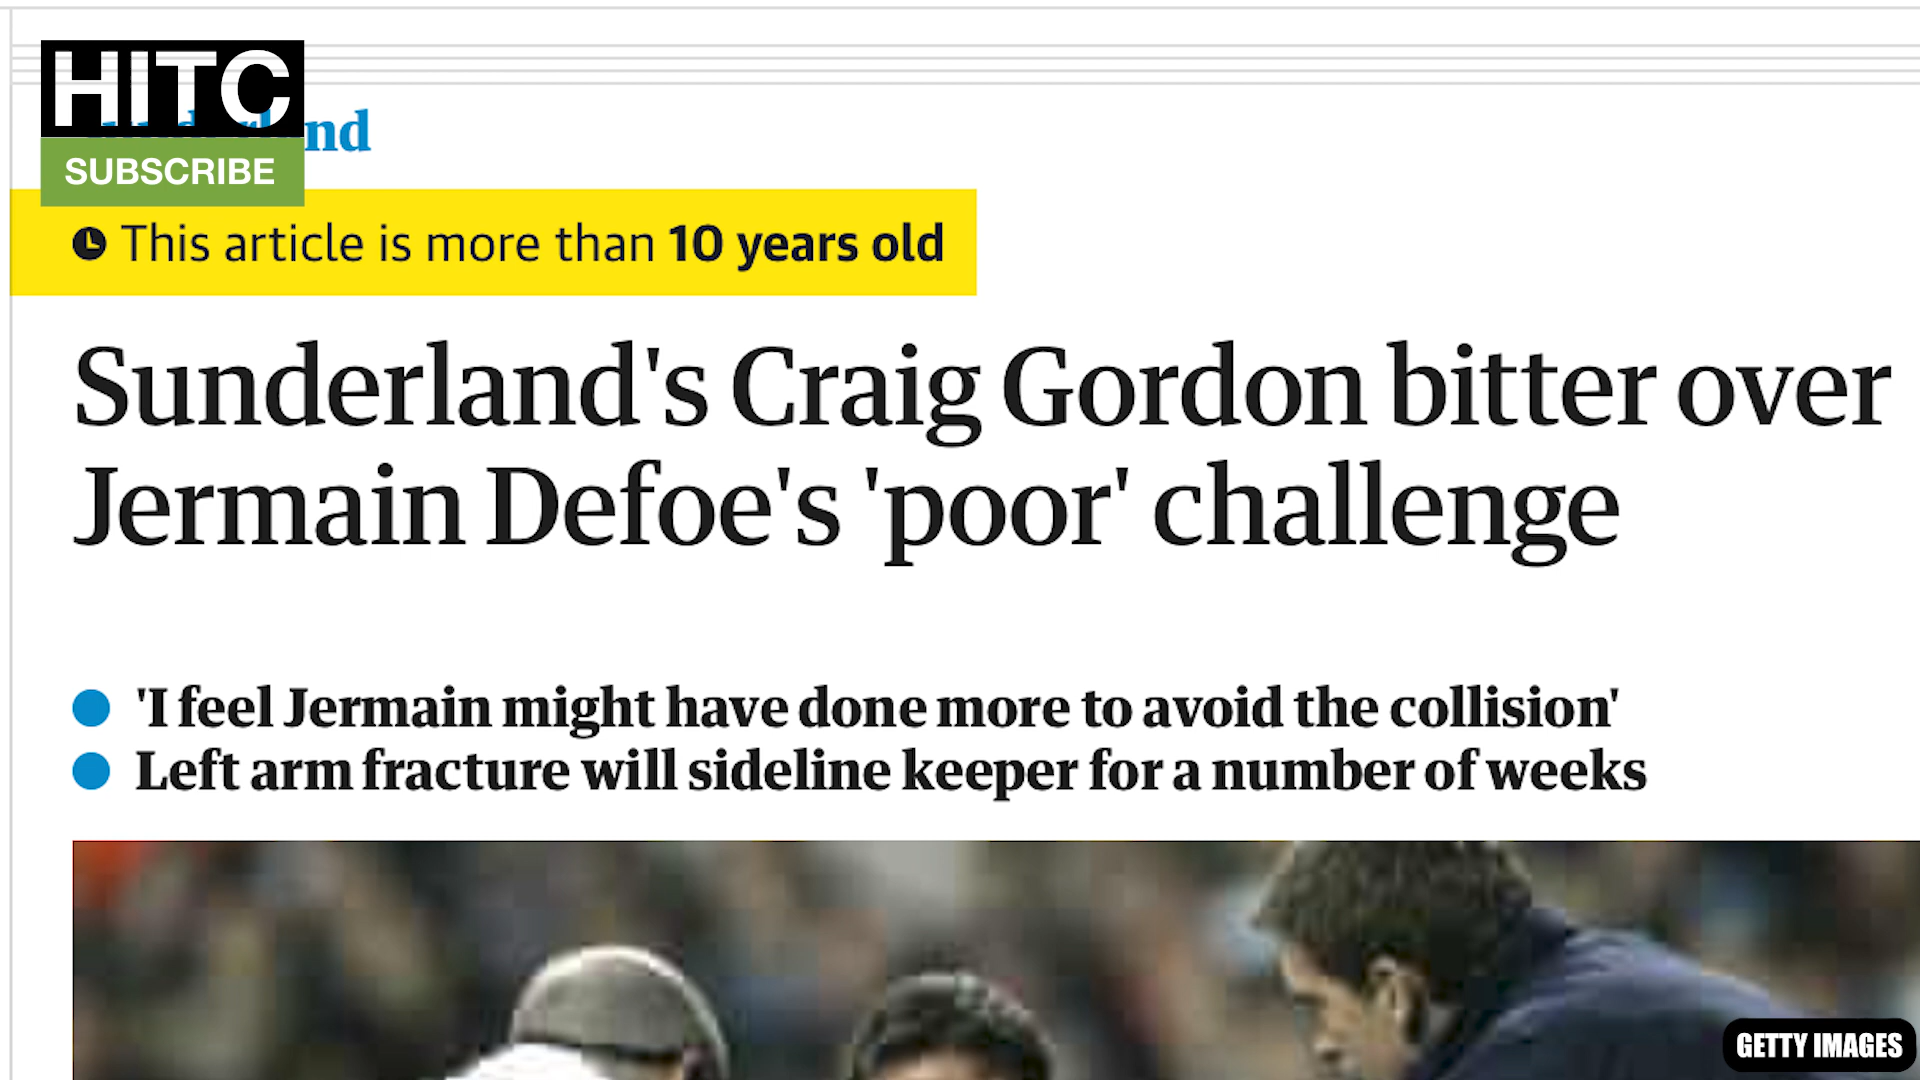 HITC
SUBSCRIBE
This article is more than 10 years old
Sunderland's Craig Gordon bitter over
Jermain Defoe's 'poor' challenge
'I feel Jermain might have done more to avoid the collision'
Left arm fracture will sideline keeper for a number of weeks
GETTY IMAGES